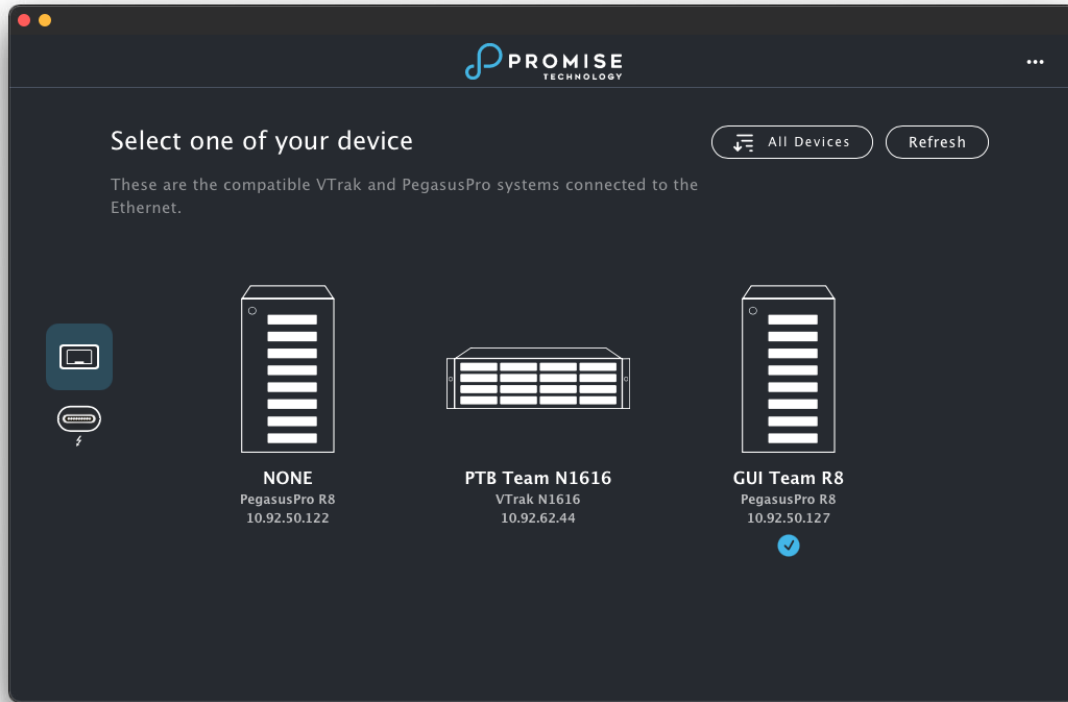 PROMISE
TECHNOLOGY
Select one of your device
All Devices
Refresh
These are the compatible VTrak and PegasusPro systems connected to the
Ethernet.
NONE
PegasusPro R8
10.92.50.122
PTB Team N1616
VTrak N1616
10.92.62.44
GUI Team R8
PegasusPro R8
10.92.50.127